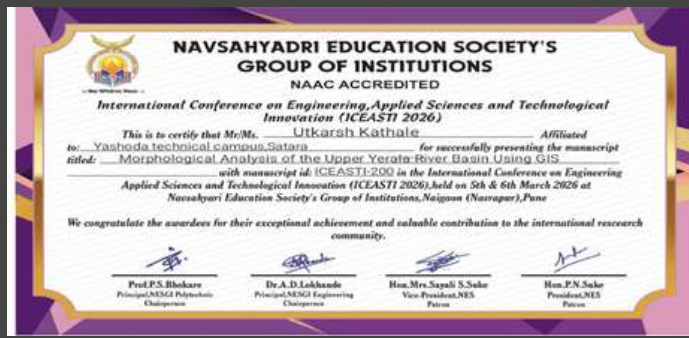 NAVSAHYADRI EDUCATION SOCIETY'S
GROUP OF INSTITUTIONS
NAAC ACCREDITED
International Conference on Engineering,Applied Sciences and Technological
Innovation (ICEASTI 2026)
This is to certify that Mr/Ms. Utkarsh Kathale Affiliated
to: Yashoda technical campus,Satara for successfully presenting the manuscript
titled: Morphological Analysis of the Upper Yerala River Basin Using GIS
with manuscript id: ICEASTI-200 in the International Conference on Engineering
Applied Sciences and Technological Innovation (ICEASTI 2026),held on 5th & 6th March 2026 at
Navsahyadri Education Society's Group of Institutions,Naigaon (Nasrapur),Pune
We congratulate the awardees for their exceptional achievement and valuable contribution to the international research
community.
Prof.P.S.Bhokare
Principal,NESGI Polytechnic
Chairperson
Dr.A.D.Lokhande
Principal,NESGI Engineering
Chairperson
Hon.Mrs.Sayali S.Suke
Vice-President,NES
Patron
Hon.P.N.Suke
President,NES
Patron